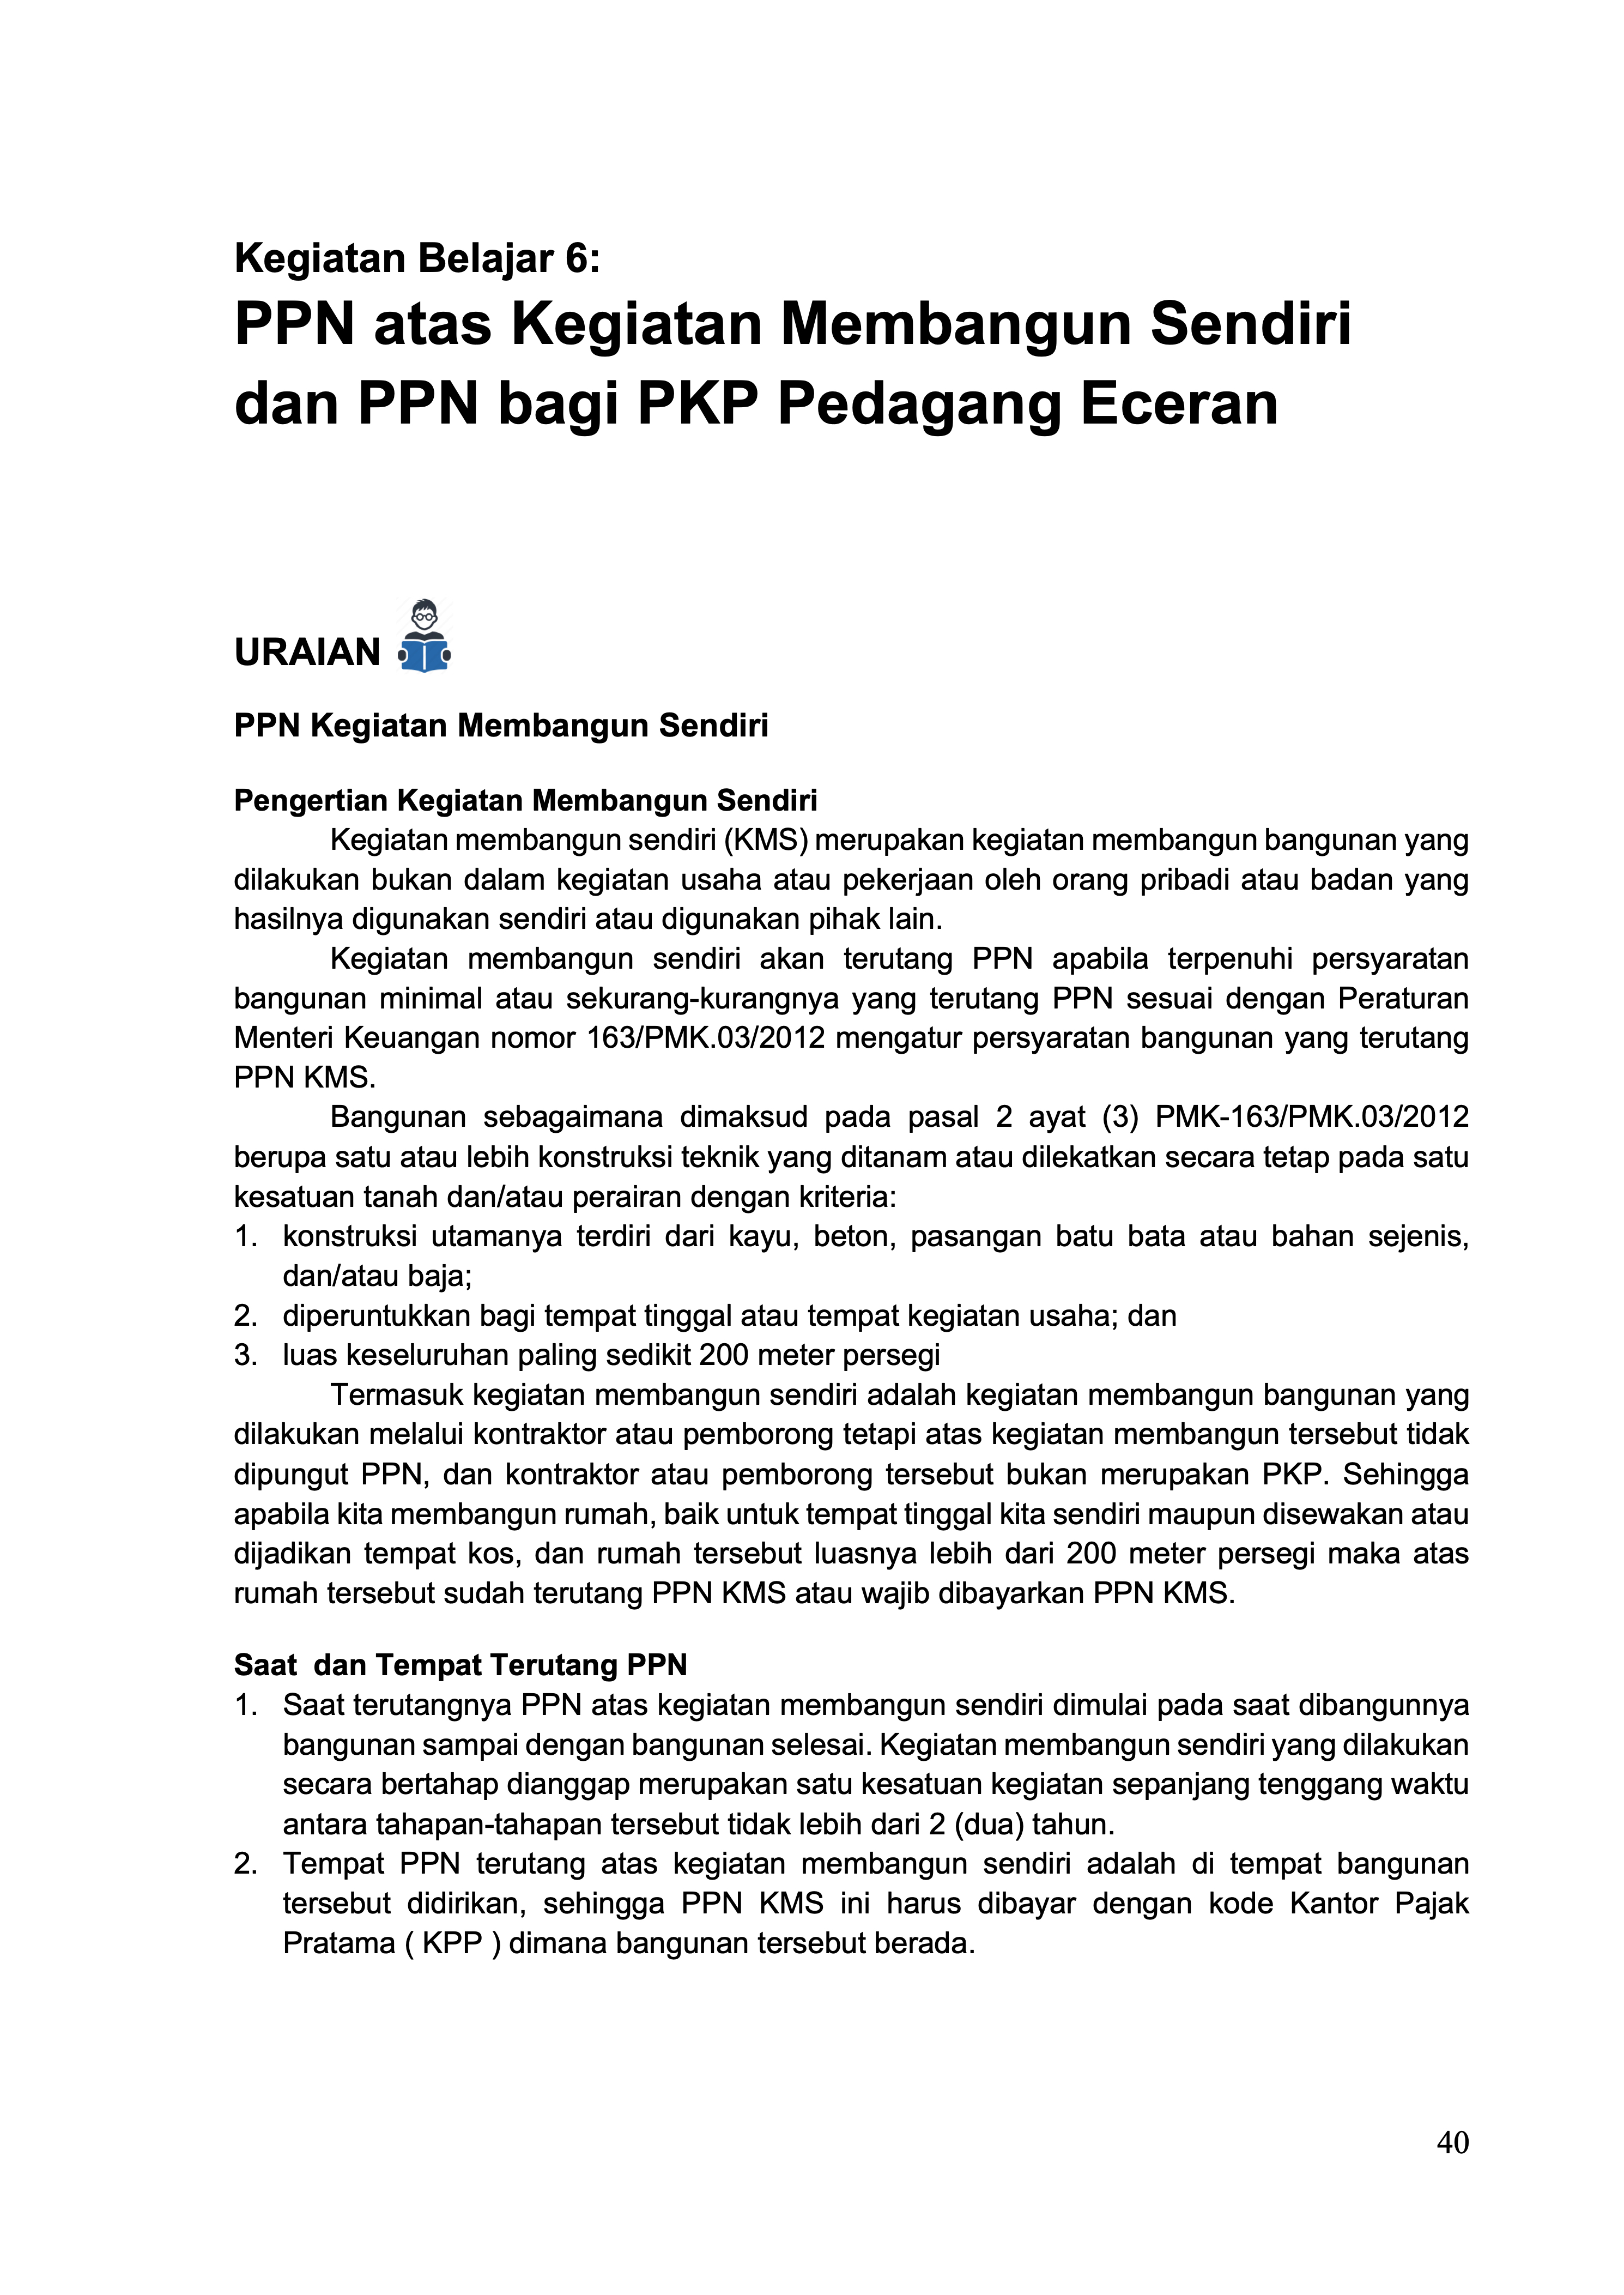 Kegiatan Belajar 6:
PPN atas Kegiatan Membangun Sendiri
dan PPN bagi PKP Pedagang Eceran
URAIAN
PPN Kegiatan Membangun Sendiri
Pengertian Kegiatan Membangun Sendiri
Kegiatan membangun sendiri (KMS) merupakan kegiatan membangun bangunan yang
dilakukan bukan dalam kegiatan usaha atau pekerjaan oleh orang pribadi atau badan yang
hasilnya digunakan sendiri atau digunakan pihak lain.
Kegiatan membangun sendiri akan terutang PPN apabila terpenuhi persyaratan
bangunan minimal atau sekurang-kurangnya yang terutang PPN sesuai dengan Peraturan
Menteri Keuangan nomor 163/PMK.03/2012 mengatur persyaratan bangunan yang terutang
PPN KMS.
Bangunan sebagaimana dimaksud pada pasal 2 ayat (3) PMK-163/PMK.03/2012
berupa satu atau lebih konstruksi teknik yang ditanam atau dilekatkan secara tetap pada satu
kesatuan tanah dan/atau perairan dengan kriteria:
1. konstruksi utamanya terdiri dari kayu, beton, pasangan batu bata atau bahan sejenis,
dan/atau baja;
2. diperuntukkan bagi tempat tinggal atau tempat kegiatan usaha; dan
3. luas keseluruhan paling sedikit 200 meter persegi
Termasuk kegiatan membangun sendiri adalah kegiatan membangun bangunan yang
dilakukan melalui kontraktor atau pemborong tetapi atas kegiatan membangun tersebut tidak
dipungut PPN, dan kontraktor atau pemborong tersebut bukan merupakan PKP. Sehingga
apabila kita membangun rumah, baik untuk tempat tinggal kita sendiri maupun disewakan atau
dijadikan tempat kos, dan rumah tersebut luasnya lebih dari 200 meter persegi maka atas
rumah tersebut sudah terutang PPN KMS atau wajib dibayarkan PPN KMS.
Saat  dan Tempat Terutang PPN
1. Saat terutangnya PPN atas kegiatan membangun sendiri dimulai pada saat dibangunnya
bangunan sampai dengan bangunan selesai. Kegiatan membangun sendiri yang dilakukan
secara bertahap dianggap merupakan satu kesatuan kegiatan sepanjang tenggang waktu
antara tahapan-tahapan tersebut tidak lebih dari 2 (dua) tahun.
2. Tempat PPN terutang atas kegiatan membangun sendiri adalah di tempat bangunan
tersebut didirikan, sehingga PPN KMS ini harus dibayar dengan kode Kantor Pajak
Pratama ( KPP ) dimana bangunan tersebut berada.
40